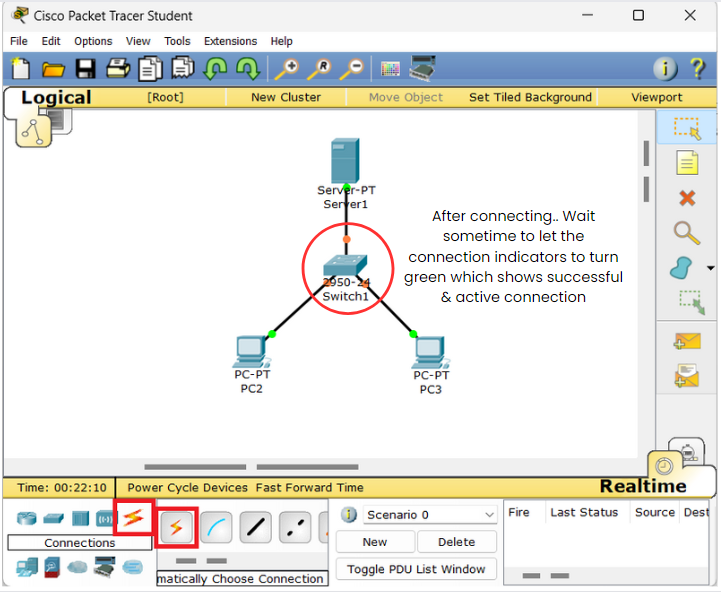 Cisco Packet Tracer Student
File Edit Options View Tools Extensions Help
Logical [Root] New Cluster Move Object Set Tiled Background Viewport
Server-PT
Server1
2950-24
Switch1
After connecting.. Wait
sometime to let the
connection indicators to turn
green which shows successful
& active connection
PC-PT
PC2
PC-PT
PC3
Time: 00:22:10 Power Cycle Devices Fast Forward Time Realtime
Connections
matically Choose Connection
Scenario 0
New Delete
Toggle PDU List Window
Fire Last Status Source Dest